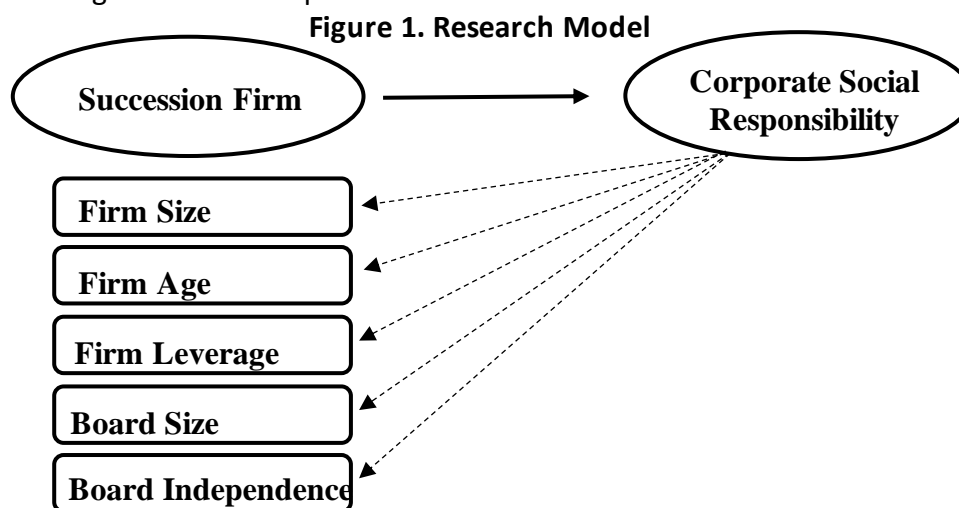 Figure 1. Research Model
Succession Firm
Corporate Social
Responsibility
Firm Size
Firm Age
Firm Leverage
Board Size
Board Independence